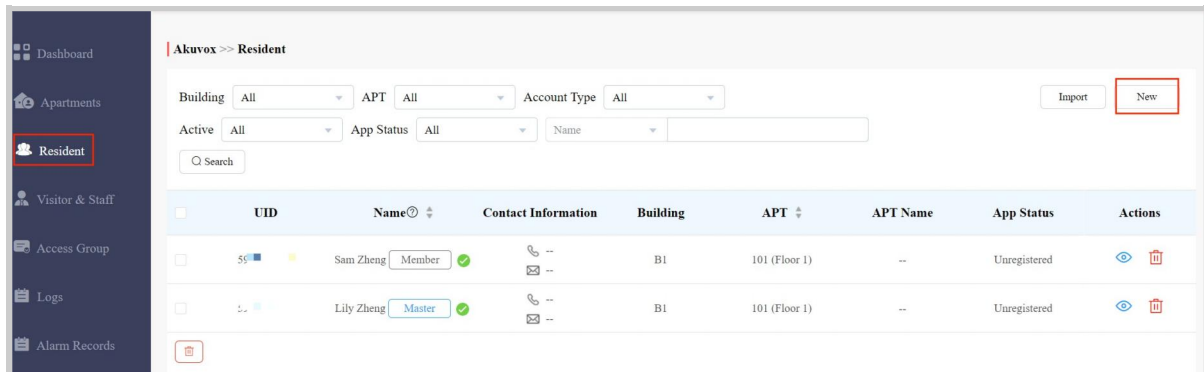 Dashboard
Apartments
Resident
Visitor & Staff
Access Group
Logs
Alarm Records
Akuvox >> Resident
Building All APT All Account Type All Import New
Active All App Status All Name
Search
UID Name Contact Information Building APT APT Name App Status Actions
Sam Zheng Member -- -- B1 101 (Floor 1) -- Unregistered
Lily Zheng Master -- -- B1 101 (Floor 1) -- Unregistered